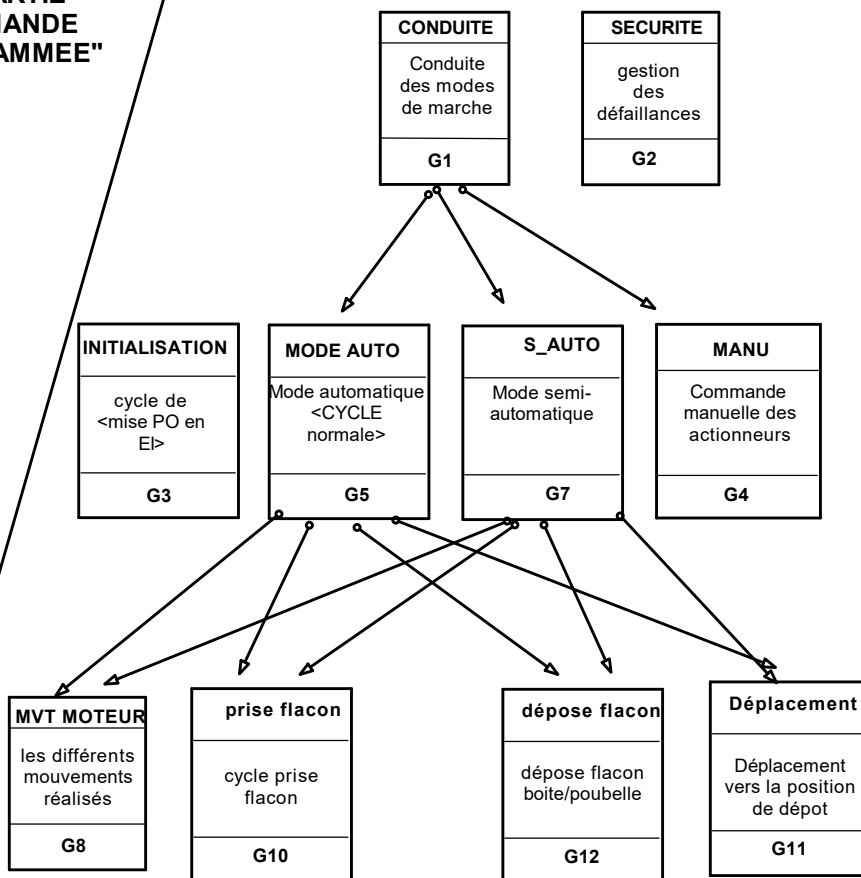 MANDE
AMMEE"
CONDUITE
Conduite
des modes
de marche
G1
SECURITE
gestion
des
défaillances
G2
INITIALISATION
cycle de
<mise PO en
EI>
G3
MODE AUTO
Mode automatique
<CYCLE
normale>
G5
S_AUTO
Mode semi-
automatique
G7
MANU
Commande
manuelle des
actionneurs
G4
MVT MOTEUR
les différents
mouvements
réalisés
G8
prise flacon
cycle prise
flacon
G10
dépose flacon
dépose flacon
boite/poubelle
G12
Déplacement
Déplacement
vers la position
de dépot
G11